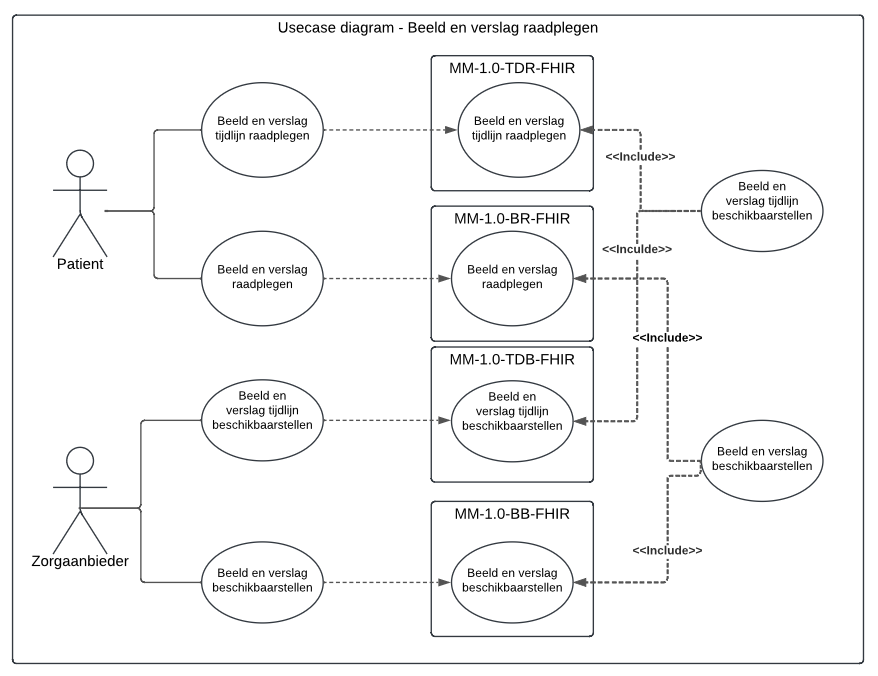 Usecase diagram - Beeld en verslag raadplegen
MM-1.0-TDR-FHIR
Beeld en verslag
tijdlijn raadplegen
Beeld en verslag
tijdlijn raadplegen
<<Include>>
Beeld en
verslag tijdlijn
beschikbaarstellen
Patient
MM-1.0-BR-FHIR
<<Inculde>>
Beeld en verslag
raadplegen
Beeld en verslag
raadplegen
<<Include>>
MM-1.0-TDB-FHIR
Beeld en
verslag tijdlijn
beschikbaarstellen
Beeld en
verslag tijdlijn
beschikbaarstellen
Beeld en verslag
beschikbaarstellen
MM-1.0-BB-FHIR
<<Include>>
Zorgaanbieder
Beeld en verslag
beschikbaarstellen
Beeld en verslag
beschikbaarstellen